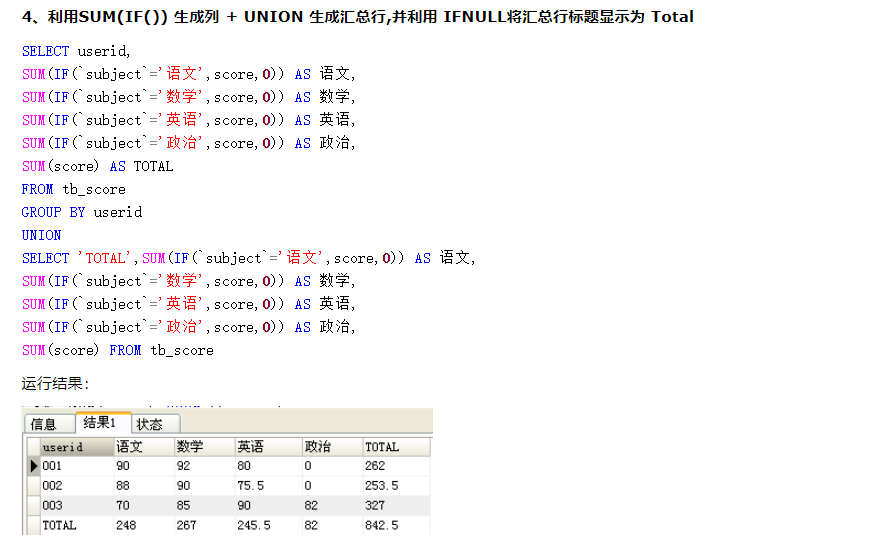 4、利用SUM(IF()) 生成列 + UNION 生成汇总行,并利用 IFNULL将汇总行标题显示为 Total
SELECT userid,
SUM(IF(`subject`='语文',score,0)) AS 语文,
SUM(IF(`subject`='数学',score,0)) AS 数学,
SUM(IF(`subject`='英语',score,0)) AS 英语,
SUM(IF(`subject`='政治',score,0)) AS 政治,
SUM(score) AS TOTAL
FROM tb_score
GROUP BY userid
UNION
SELECT 'TOTAL',SUM(IF(`subject`='语文',score,0)) AS 语文,
SUM(IF(`subject`='数学',score,0)) AS 数学,
SUM(IF(`subject`='英语',score,0)) AS 英语,
SUM(IF(`subject`='政治',score,0)) AS 政治,
SUM(score) FROM tb_score
运行结果:
信息 结果1 状态
userid 语文 数学 英语 政治 TOTAL
001 90 92 80 0 262
002 88 90 75.5 0 253.5
003 70 85 90 82 327
TOTAL 248 267 245.5 82 842.5